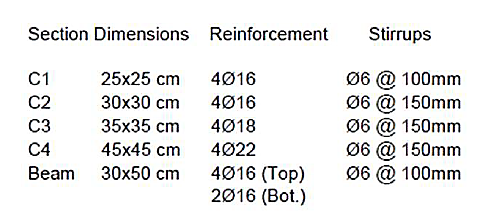 Section Dimensions Reinforcement Stirrups
C1 25x25 cm 4Ø16 Ø6 @ 100mm
C2 30x30 cm 4Ø16 Ø6 @ 150mm
C3 35x35 cm 4Ø18 Ø6 @ 150mm
C4 45x45 cm 4Ø22 Ø6 @ 150mm
Beam 30x50 cm 4Ø16 (Top) Ø6 @ 100mm
2Ø16 (Bot.)